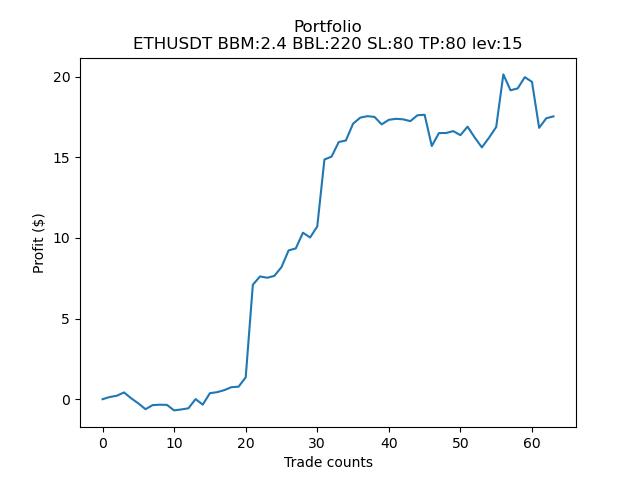 Portfolio
ETHUSDT BBM:2.4 BBL:220 SL:80 TP:80 lev:15
20
15
10
5
0
Profit ($)
0 10 20 30 40 50 60
Trade counts